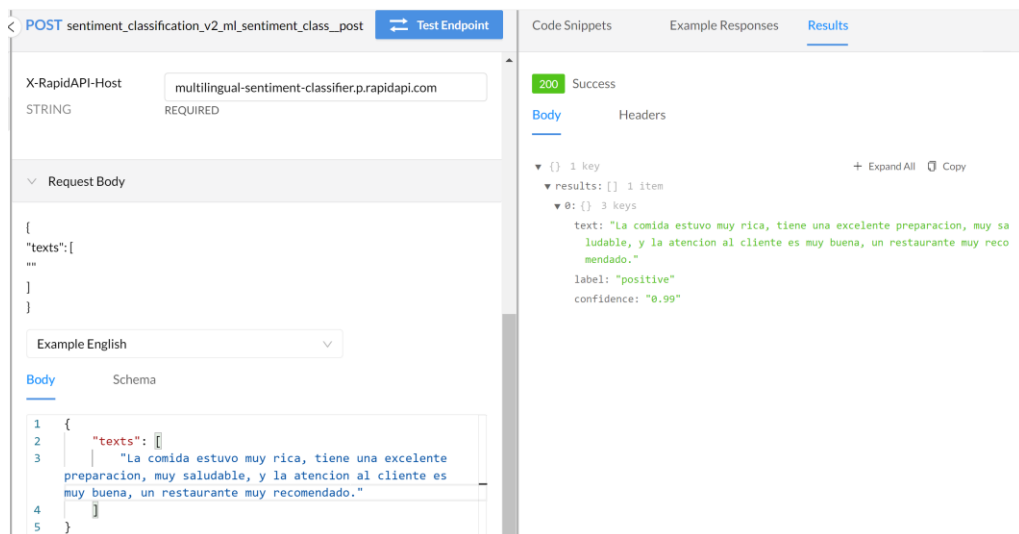 POST sentiment_classification_v2_ml_sentiment_class__post
Test Endpoint
X-RapidAPI-Host
STRING
multilingual-sentiment-classifier.p.rapidapi.com
REQUIRED
Request Body
{
"texts": [
""
]
}
Example English
Body Schema
1 {
2 "texts": [
3 "La comida estuvo muy rica, tiene una excelente
preparacion, muy saludable, y la atencion al cliente es
muy buena, un restaurante muy recomendado."
4 ]
5 }
Code Snippets Example Responses Results
200 Success
Body Headers
{} 1 key
+ Expand All Copy
results: [] 1 item
0: {} 3 keys
text: "La comida estuvo muy rica, tiene una excelente preparacion, muy sa
ludable, y la atencion al cliente es muy buena, un restaurante muy reco
mendado."
label: "positive"
confidence: "0.99"